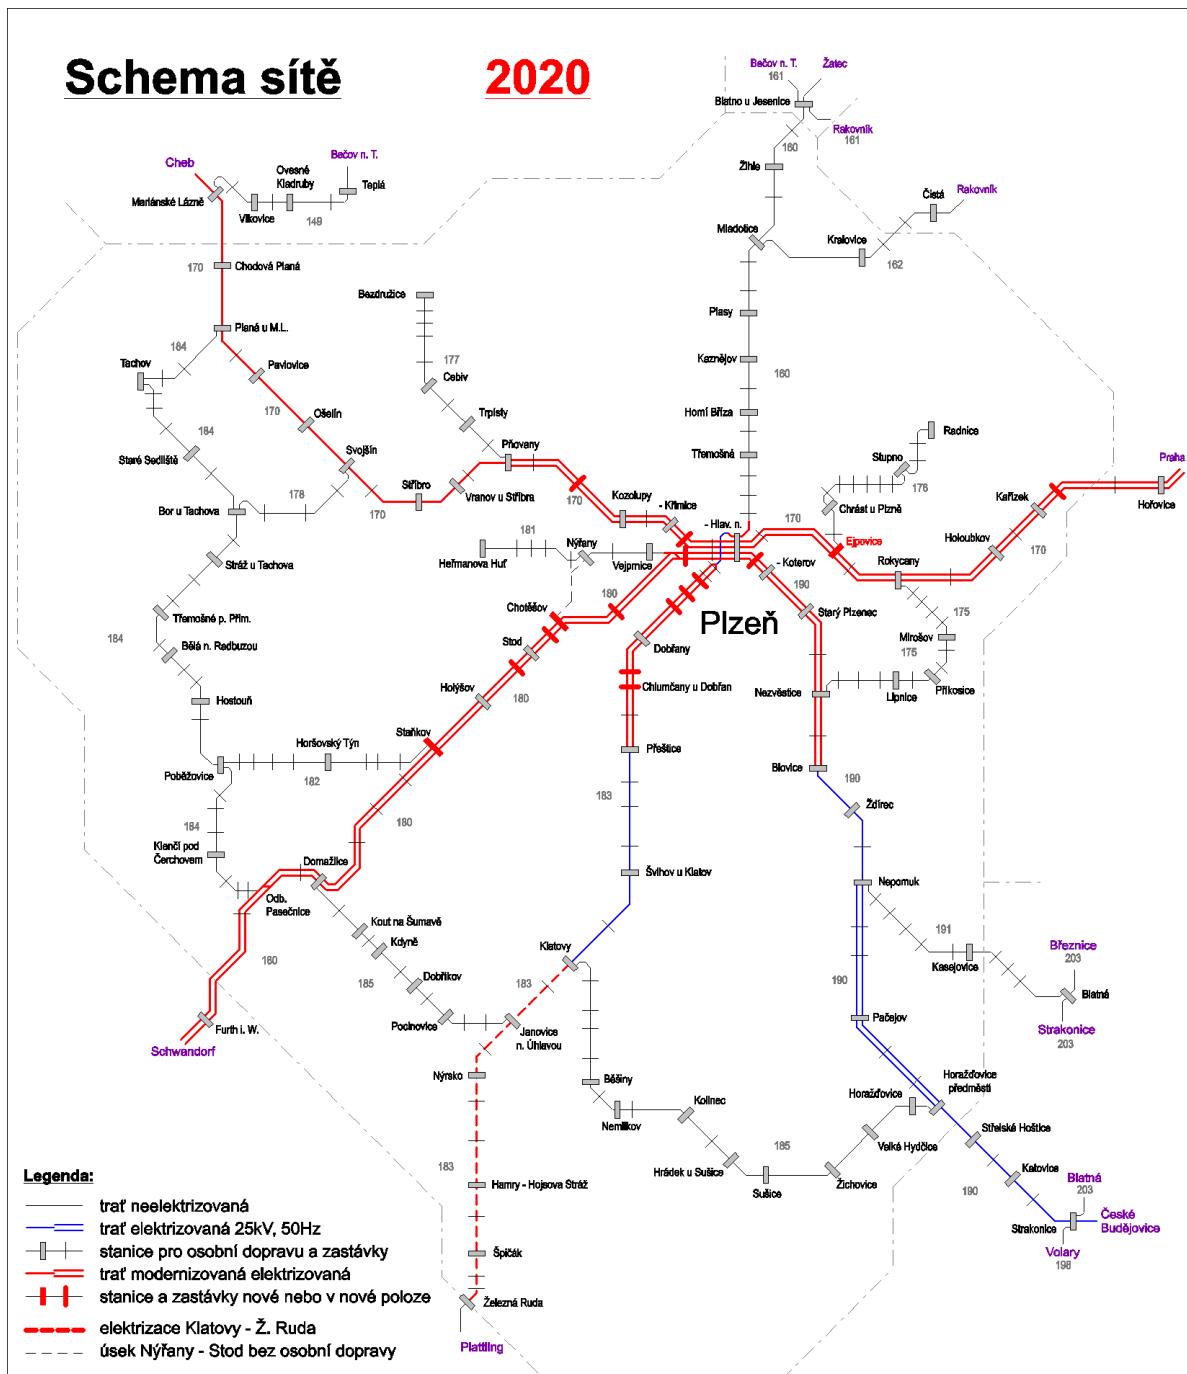 Schema sítě
2020
Bečov n. T.
161
Žatec
Blatno u Jesenice
Rakovník
161
160
Cheb
Bečov n. T.
Ovesné
Kladruby
Teplá
Mariánské Lázně
Vlkovice
149
Žihle
Čistá
Rakovník
Mladotice
Kralovice
162
170
Chodová Planá
Bezdružice
Plasy
Planá u M.L.
184
Tachov
Pavlovice
177
Cebiv
Kaznějov
160
170
Ošelín
Trpísty
Horní Bříza
184
Staré Sedliště
Svojšín
Pňovany
Třemošná
Radnice
Stupno
176
Praha
Stříbro
Vranov u Stříbra
178
170
170
Kozolupy
- Křimice
Bor u Tachova
Chrást u Plzně
Kařízek
Hořovice
- Hlav. n.
170
181
Nýřany
Heřmanova Huť
Vejprnice
Ejpovice
Holoubkov
170
Stráž u Tachova
- Koterov
Rokycany
190
180
Chotěšov
Starý Plzenec
175
Plzeň
Třemošné p. Přim.
184
Bělá n. Radbuzou
Stod
Dobřany
Mirošov
175
Holýšov
180
Chlumčany u Dobřan
Nezvěstice
Lipnice
Příkosice
Hostouň
Staňkov
Horšovský Týn
Přeštice
Poběžovice
182
Blovice
190
183
Ždírec
184
180
Klenčí pod
Čerchovem
Domažlice
Švihov u Klatov
Nepomuk
Odb.
Pasečnice
Kout na Šumavě
Kdyně
Klatovy
191
Kasejovice
Březnice
203
180
185
Dobříkov
183
190
Blatná
Pocinovice
Janovice
n. Úhlavou
Pačejov
Strakonice
203
Furth i. W.
Schwandorf
Nýrsko
Běšiny
Horažďovice
předměstí
Horažďovice
Kolinec
Nemilkov
Velké Hydčice
Střelské Hoštice
183
Hrádek u Sušice
185
Sušice
Žichovice
Katovice
Legenda:
Hamry - Hojsova Stráž
190
Blatná
203
trať neelektrizovaná
trať elektrizovaná 25kV, 50Hz
Strakonice
České
Budějovice
stanice pro osobní dopravu a zastávky
Špičák
Volary
198
trať modernizovaná elektrizovaná
stanice a zastávky nové nebo v nové poloze
Železná Ruda
elektrizace Klatovy - Ž. Ruda
úsek Nýřany - Stod bez osobní dopravy
Plattling